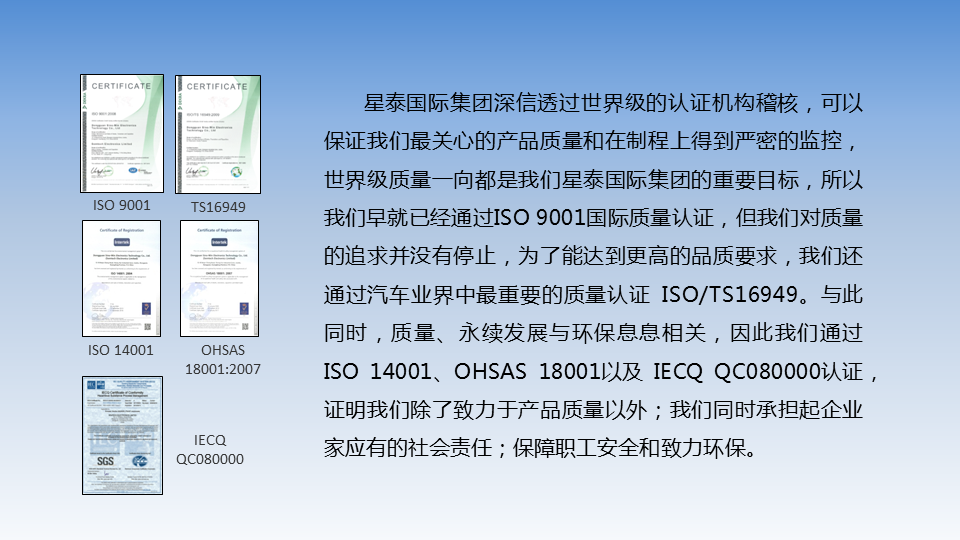 CERTIFICATE
CERTIFICATE
ISO 9001
TS16949
Certificate of Registration
Certificate of Registration
intertek
intertek
ISO 14001
OHSAS
18001:2007
SGS
IECQ
QC080000
星泰国际集团深信透过世界级的认证机构稽核，可以
保证我们最关心的产品质量和在制程上得到严密的监控，
世界级质量一向都是我们星泰国际集团的重要目标，所以
我们早就已经通过ISO 9001国际质量认证，但我们对质量
的追求并没有停止，为了能达到更高的品质要求，我们还
通过汽车业界中最重要的质量认证 ISO/TS16949。与此
同时，质量、永续发展与环保息息相关，因此我们通过
ISO 14001、OHSAS 18001以及 IECQ QC080000认证，
证明我们除了致力于产品质量以外；我们同时承担起企业
家应有的社会责任；保障职工安全和致力环保。